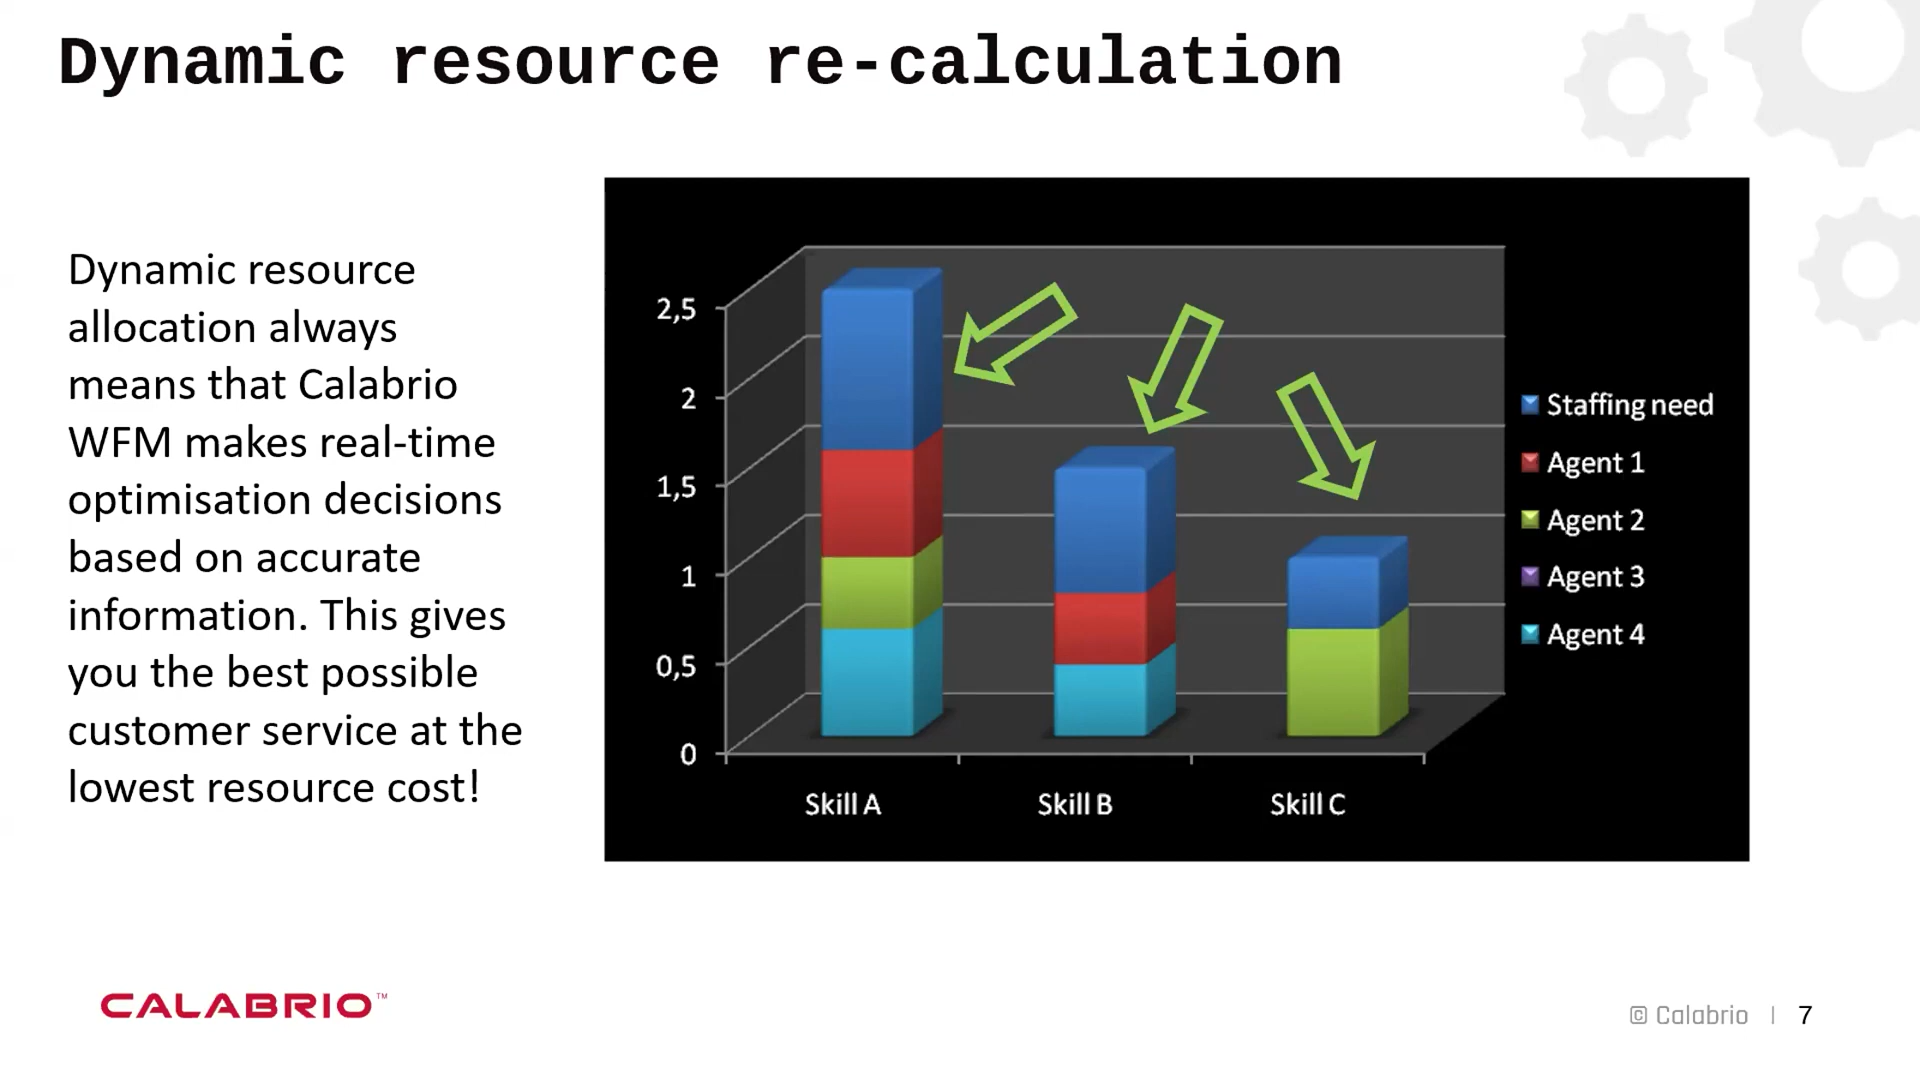 Dynamic resource re-calculation
Dynamic resource
allocation always
means that Calabrio
WFM makes real-time
optimisation decisions
based on accurate
information. This gives
you the best possible
customer service at the
lowest resource cost!
2,5
2
1,5
1
0,5
0
Skill A
Skill B
Skill C
Staffing need
Agent 1
Agent 2
Agent 3
Agent 4
CALABRIO™
© Calabrio | 7